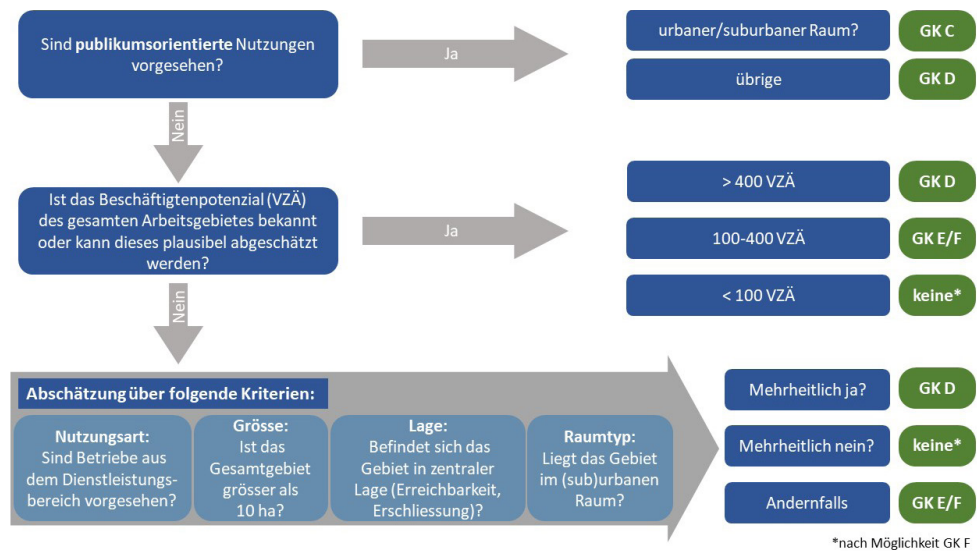 Sind publikumsorientierte Nutzungen
vorgesehen?
Ja
urbaner/suburbaner Raum?
GK C
übrige
GK D
Nein
Ist das Beschäftigtenpotenzial (VZÄ)
des gesamten Arbeitsgebietes bekannt
oder kann dieses plausibel abgeschätzt
werden?
Ja
> 400 VZÄ
GK D
100-400 VZÄ
GK E/F
< 100 VZÄ
keine*
Nein
Abschätzung über folgende Kriterien:
Nutzungsart:
Sind Betriebe aus
dem Dienstleistungs-
bereich vorgesehen?
Grösse:
Ist das
Gesamtgebiet
grösser als
10 ha?
Lage:
Befindet sich das
Gebiet in zentraler
Lage (Erreichbarkeit,
Erschliessung)?
Raumtyp:
Liegt das Gebiet
im (sub)urbanen
Raum?
Mehrheitlich ja?
GK D
Mehrheitlich nein?
keine*
Andernfalls
GK E/F
*nach Möglichkeit GK F